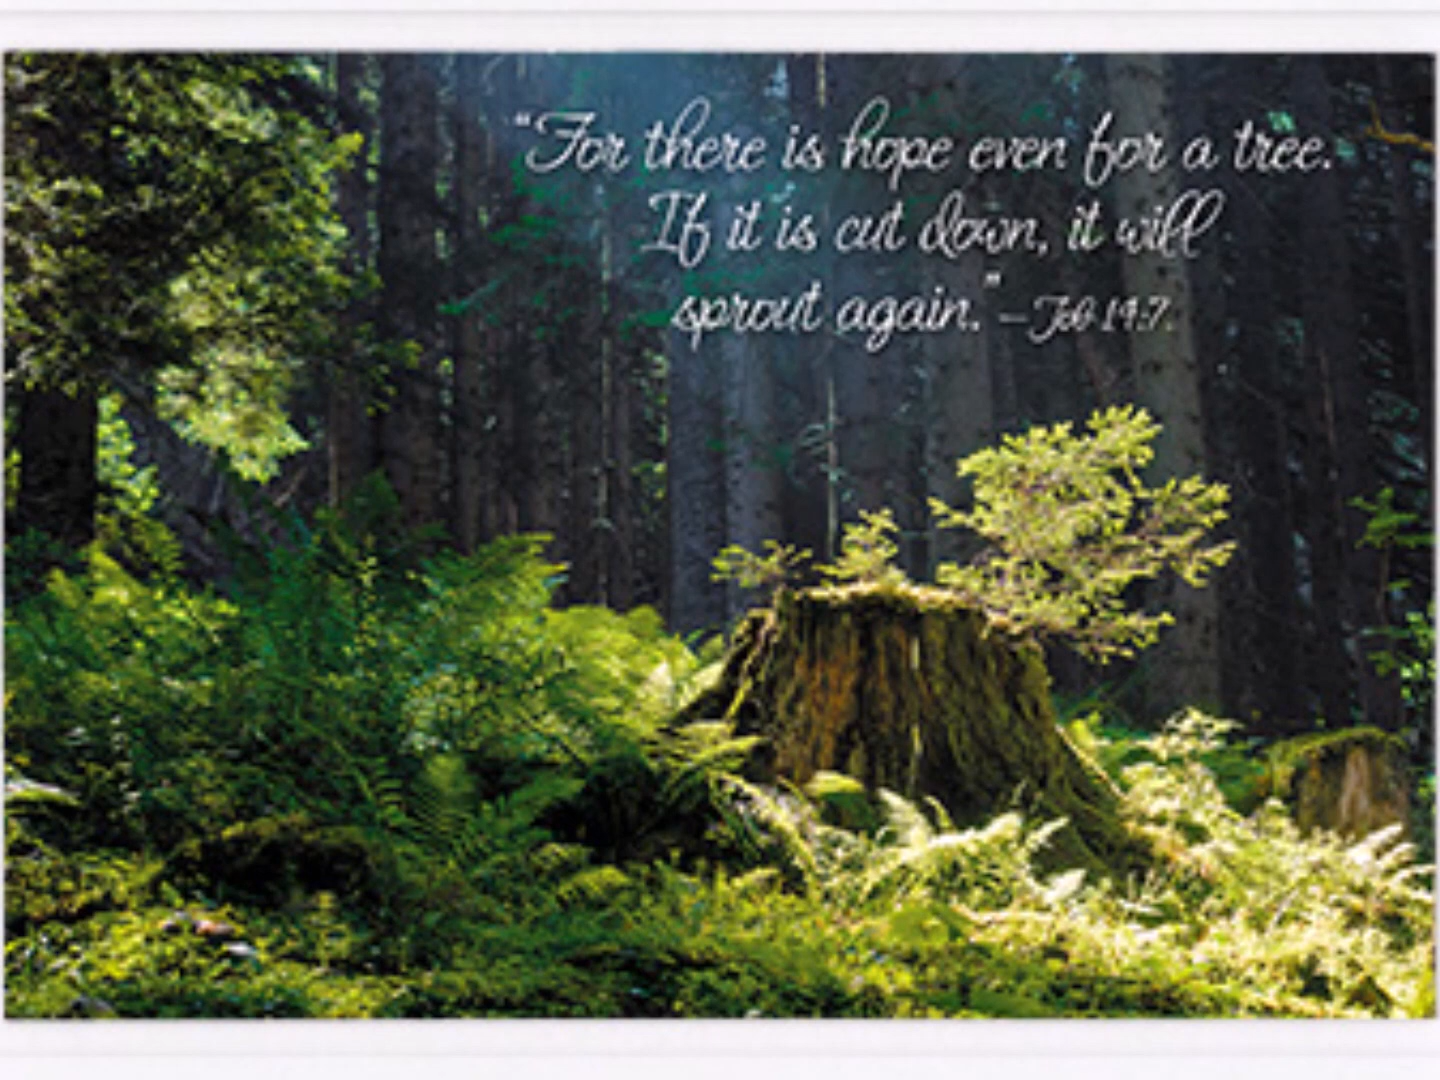 “For there is hope even for a tree.
If it is cut down, it will
sprout again.” –Job 14:7.